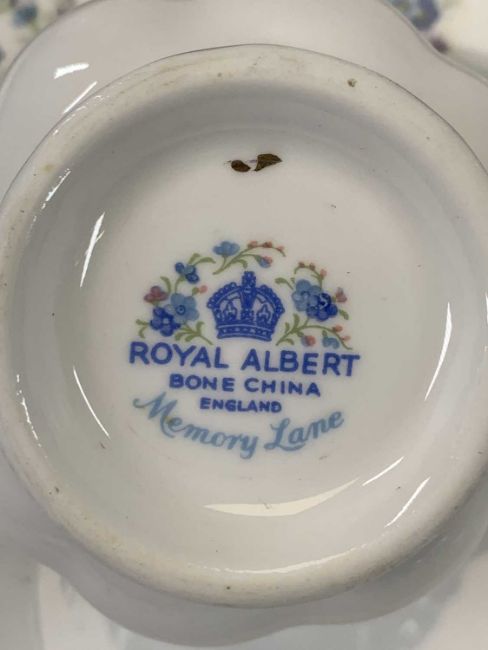 ROYAL ALBERT
BONE CHINA
ENGLAND
Memory Lane